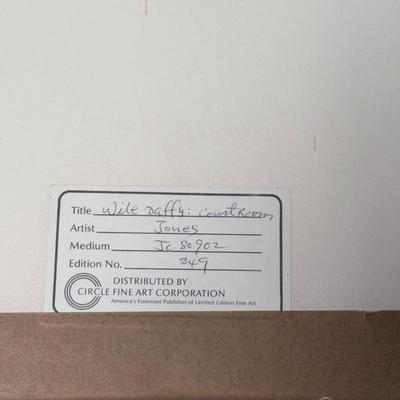 Title Wile Daffy: CourtRoom
Artist Jones
Medium Jc 80902
Edition No. 249
DISTRIBUTED BY
CIRCLE FINE ART CORPORATION
America's Foremost Publisher of Limited Edition Fine Art